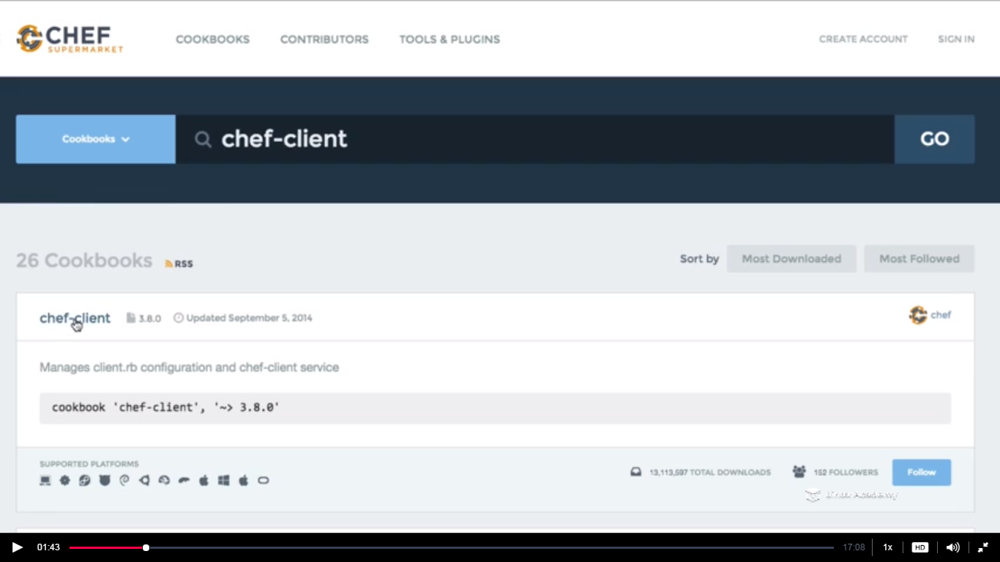 CHEF
SUPERMARKET
COOKBOOKS CONTRIBUTORS TOOLS & PLUGINS CREATE ACCOUNT SIGN IN
Cookbooks chef-client GO
26 Cookbooks RSS Sort by Most Downloaded Most Followed
chef-client 3.8.0 Updated September 5, 2014 chef
Manages client.rb configuration and chef-client service
cookbook 'chef-client', '~> 3.8.0'
SUPPORTED PLATFORMS
13,113,597 TOTAL DOWNLOADS 152 FOLLOWERS Follow
Linux Academy
01:43 17:08 1x HD